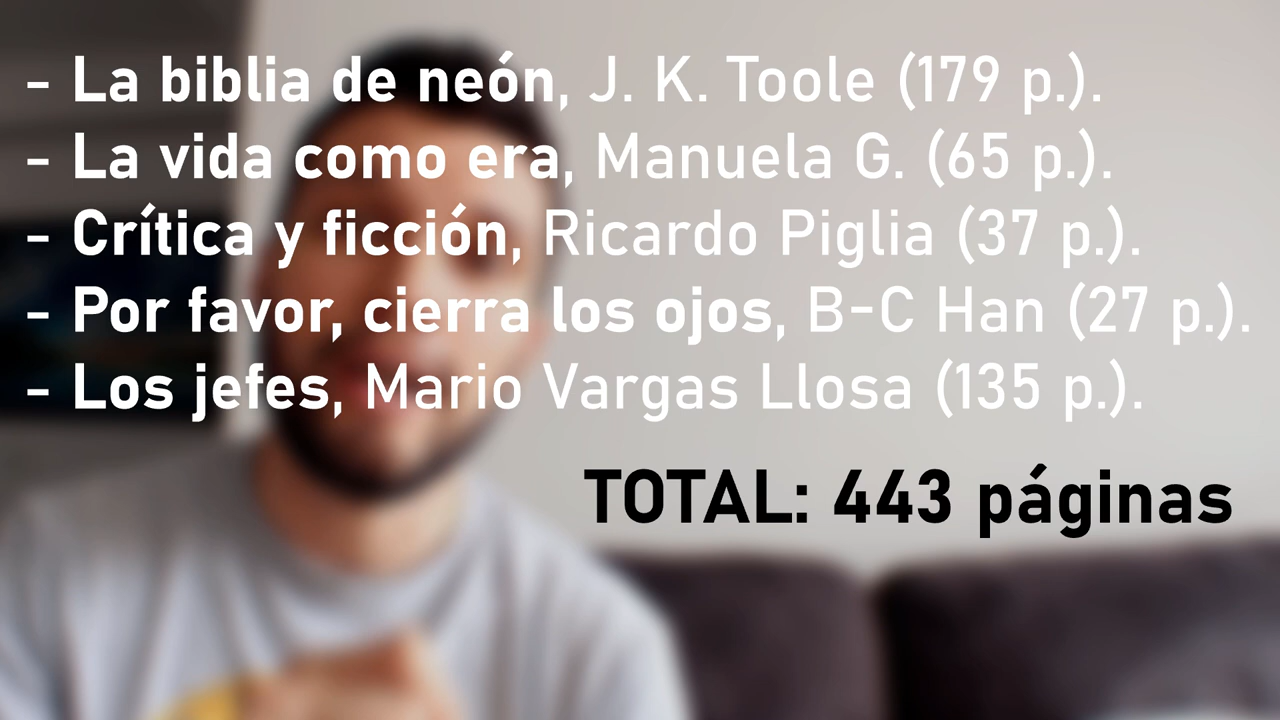 - La biblia de neón, J. K. Toole (179 p.).
- La vida como era, Manuela G. (65 p.).
- Crítica y ficción, Ricardo Piglia (37 p.).
- Por favor, cierra los ojos, B-C Han (27 p.).
- Los jefes, Mario Vargas Llosa (135 p.).
TOTAL: 443 páginas